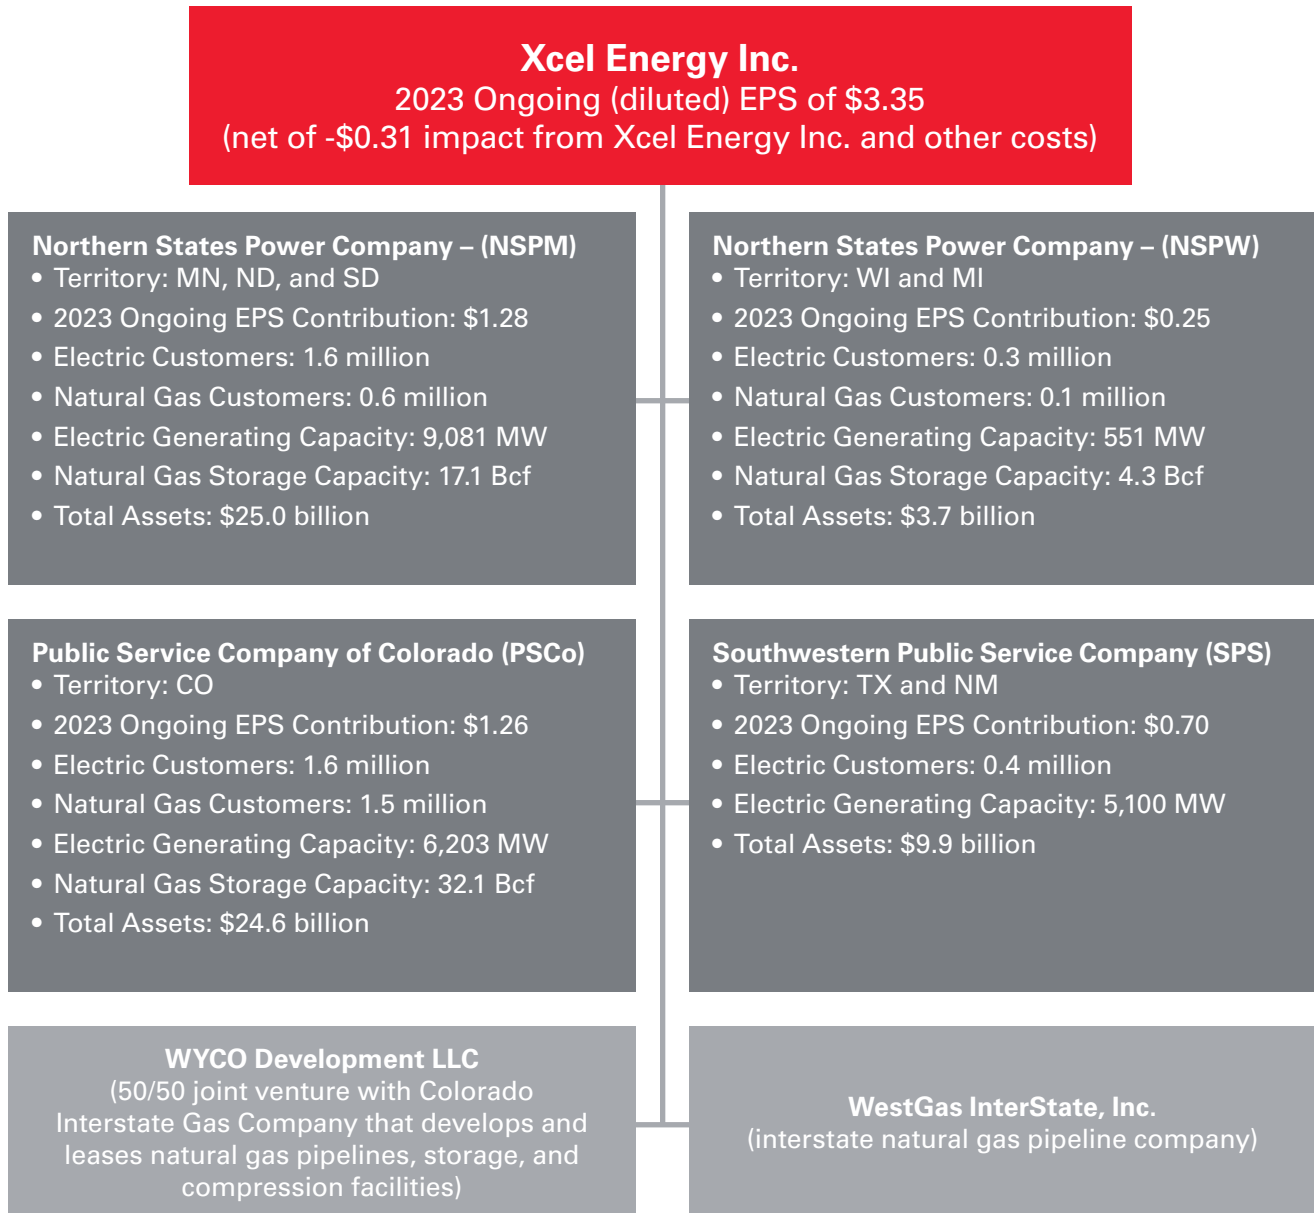 Xcel Energy Inc.
2023 Ongoing (diluted) EPS of $3.35
(net of -$0.31 impact from Xcel Energy Inc. and other costs)
Northern States Power Company – (NSPM)
• Territory: MN, ND, and SD
• 2023 Ongoing EPS Contribution: $1.28
• Electric Customers: 1.6 million
• Natural Gas Customers: 0.6 million
• Electric Generating Capacity: 9,081 MW
• Natural Gas Storage Capacity: 17.1 Bcf
• Total Assets: $25.0 billion
Northern States Power Company – (NSPW)
• Territory: WI and MI
• 2023 Ongoing EPS Contribution: $0.25
• Electric Customers: 0.3 million
• Natural Gas Customers: 0.1 million
• Electric Generating Capacity: 551 MW
• Natural Gas Storage Capacity: 4.3 Bcf
• Total Assets: $3.7 billion
Public Service Company of Colorado (PSCo)
• Territory: CO
• 2023 Ongoing EPS Contribution: $1.26
• Electric Customers: 1.6 million
• Natural Gas Customers: 1.5 million
• Electric Generating Capacity: 6,203 MW
• Natural Gas Storage Capacity: 32.1 Bcf
• Total Assets: $24.6 billion
Southwestern Public Service Company (SPS)
• Territory: TX and NM
• 2023 Ongoing EPS Contribution: $0.70
• Electric Customers: 0.4 million
• Electric Generating Capacity: 5,100 MW
• Total Assets: $9.9 billion
WYCO Development LLC
(50/50 joint venture with Colorado
Interstate Gas Company that develops and
leases natural gas pipelines, storage, and
compression facilities)
WestGas InterState, Inc.
(interstate natural gas pipeline company)